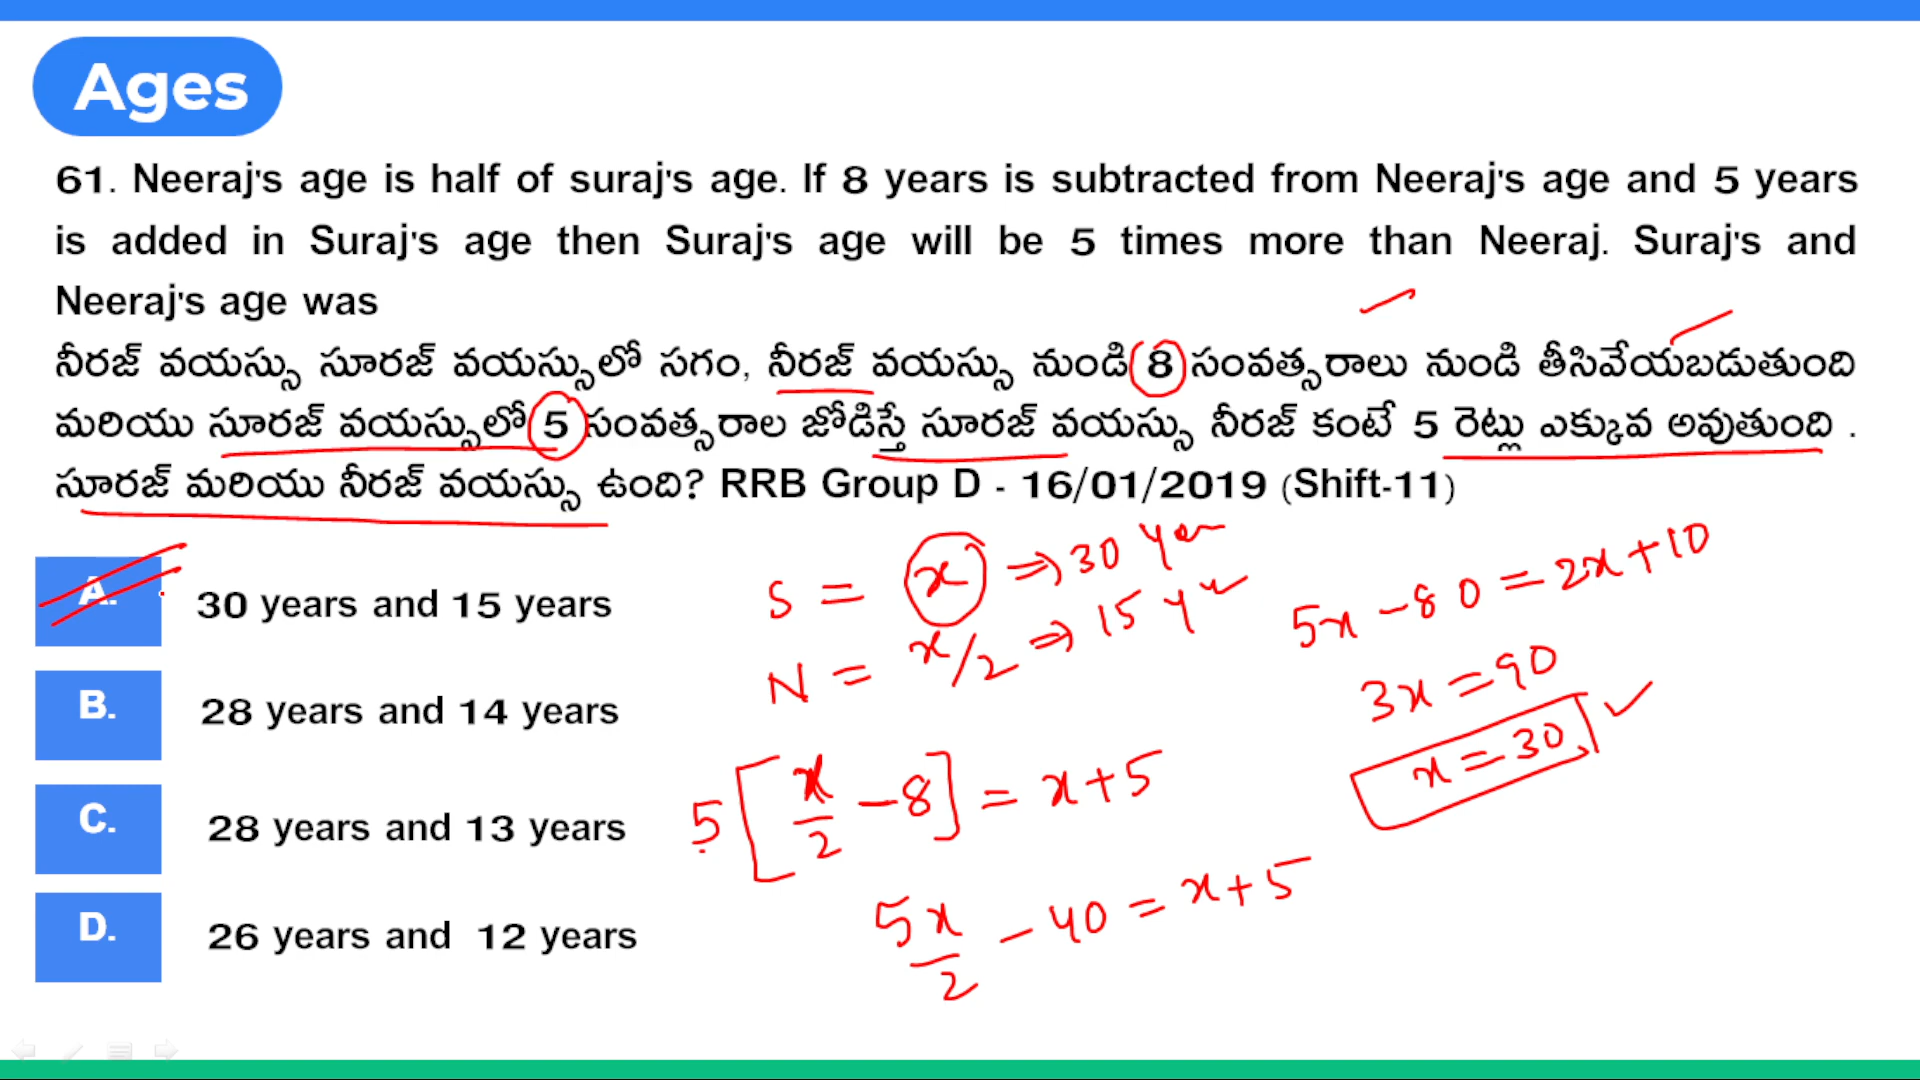 Ages
61. Neeraj's age is half of suraj's age. If 8 years is subtracted from Neeraj's age and 5 years
is added in Suraj's age then Suraj's age will be 5 times more than Neeraj. Suraj's and
Neeraj's age was
నీరజ్ వయస్సు సూరజ్ వయస్సులో సగం, నీరజ్ వయస్సు నుండి 8 సంవత్సరాలు నుండి తీసివేయబడుతుంది
మరియు సూరజ్ వయస్సులో 5 సంవత్సరాల జోడిస్తే సూరజ్ వయస్సు నీరజ్ కంటే 5 రెట్లు ఎక్కువ అవుతుంది .
సూరజ్ మరియు నీరజ్ వయస్సు ఉంది? RRB Group D - 16/01/2019 (Shift-11)
A. 30 years and 15 years
B. 28 years and 14 years
C. 28 years and 13 years
D. 26 years and 12 years
S = x ⇒ 30
N = x/2 ⇒ 15
5[x/2 - 8] = x + 5
5x/2 - 40 = x + 5
5x - 80 = 2x + 10
3x = 90
x = 30